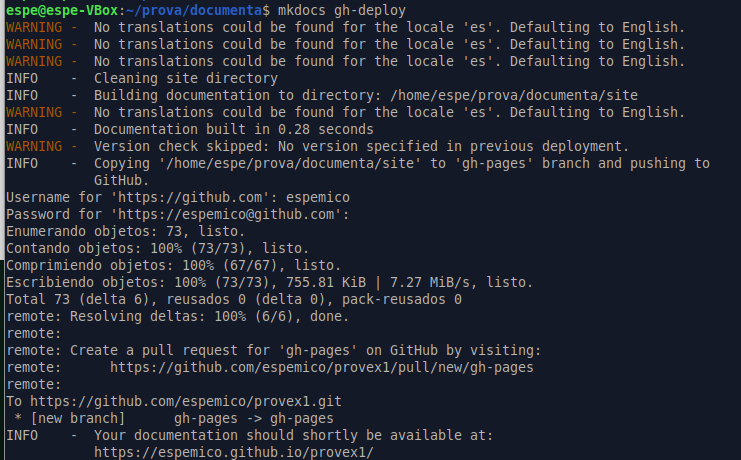 espe@espe-VBox:~/prova/documenta$ mkdocs gh-deploy
WARNING -  No translations could be found for the locale 'es'. Defaulting to English.
WARNING -  No translations could be found for the locale 'es'. Defaulting to English.
WARNING -  No translations could be found for the locale 'es'. Defaulting to English.
INFO    -  Cleaning site directory
INFO    -  Building documentation to directory: /home/espe/prova/documenta/site
WARNING -  No translations could be found for the locale 'es'. Defaulting to English.
INFO    -  Documentation built in 0.28 seconds
WARNING -  Version check skipped: No version specified in previous deployment.
INFO    -  Copying '/home/espe/prova/documenta/site' to 'gh-pages' branch and pushing to
           GitHub.
Username for 'https://github.com': espemico
Password for 'https://espemico@github.com':
Enumerando objetos: 73, listo.
Contando objetos: 100% (73/73), listo.
Comprimiendo objetos: 100% (67/67), listo.
Escribiendo objetos: 100% (73/73), 755.81 KiB | 7.27 MiB/s, listo.
Total 73 (delta 6), reusados 0 (delta 0), pack-reusados 0
remote: Resolving deltas: 100% (6/6), done.
remote:
remote: Create a pull request for 'gh-pages' on GitHub by visiting:
remote:      https://github.com/espemico/provex1/pull/new/gh-pages
remote:
To https://github.com/espemico/provex1.git
 * [new branch]      gh-pages -> gh-pages
INFO    -  Your documentation should shortly be available at:
           https://espemico.github.io/provex1/